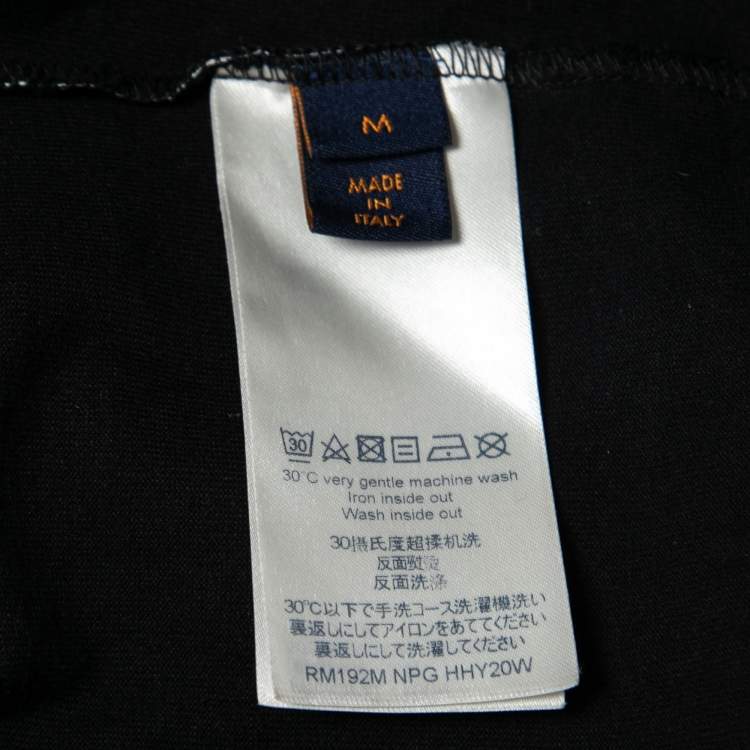 M
MADE
IN
ITALY
30
30°C very gentle machine wash
Iron inside out
Wash inside out
30摄氏度超揉机洗
反面熨烫
反面洗涤
30℃以下で手洗コース洗濯機洗い
裏返しにしてアイロンをあててください
裏返しにして洗濯してください
RM192M NPG HHY20W